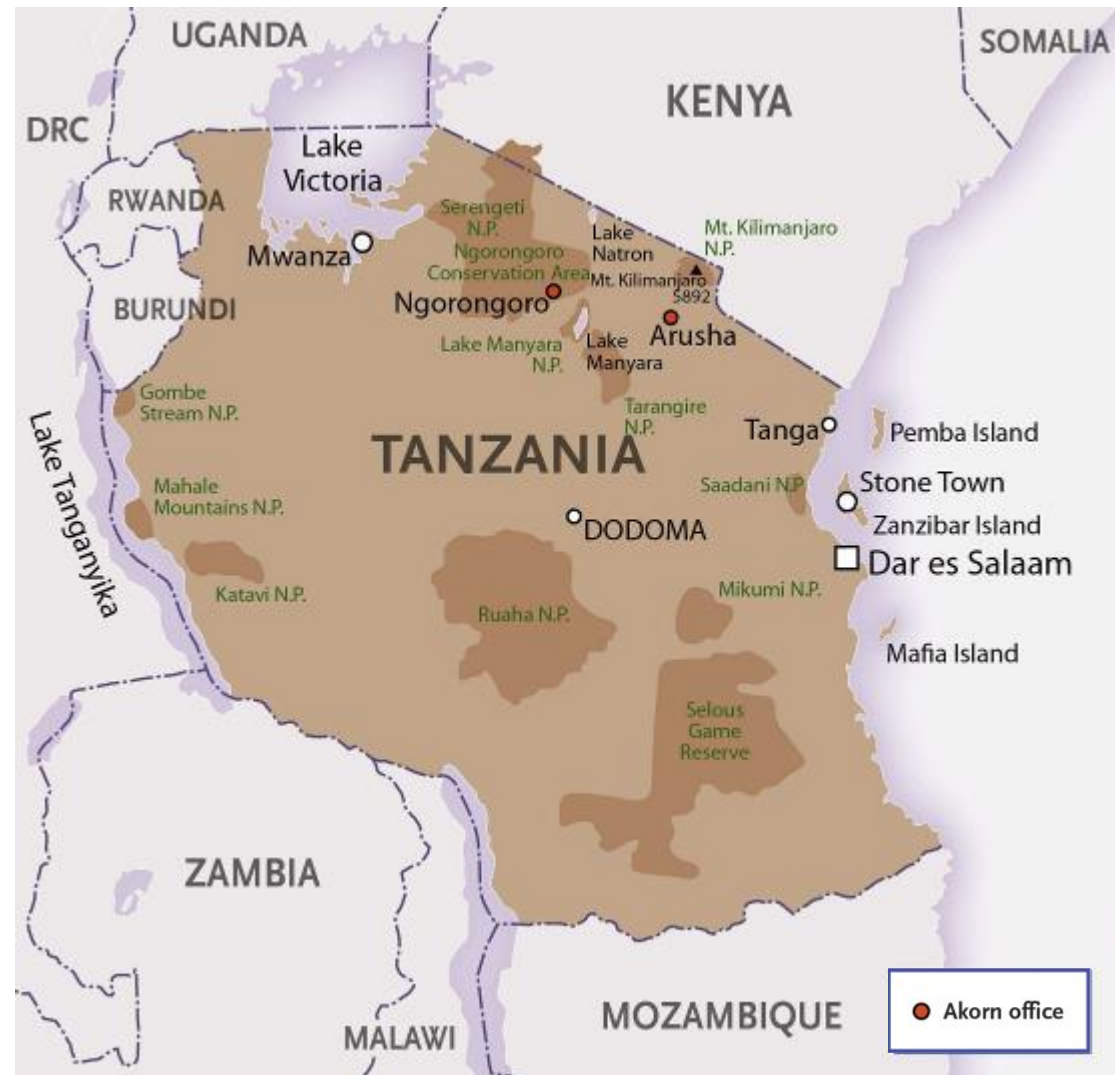 UGANDA
SOMALIA
KENYA
DRC
Lake
Victoria
RWANDA
Serengeti
N.P.
Mt. Kilimanjaro
N.P.
Lake
Natron
Mwanza
Ngorongoro
Conservation Area
Mt. Kilimanjaro
5892
BURUNDI
Ngorongoro
Arusha
Lake Manyara
N.P.
Lake
Manyara
Gombe
Stream N.P.
Tarangire
N.P.
Lake Tanganyika
TANZANIA
Tanga
Pemba Island
Mahale
Mountains N.P.
Saadani N.P.
Stone Town
Zanzibar Island
DODOMA
Dar es Salaam
Katavi N.P.
Ruaha N.P.
Mikumi N.P.
Mafia Island
Selous
Game
Reserve
ZAMBIA
MOZAMBIQUE
MALAWI
Akorn office